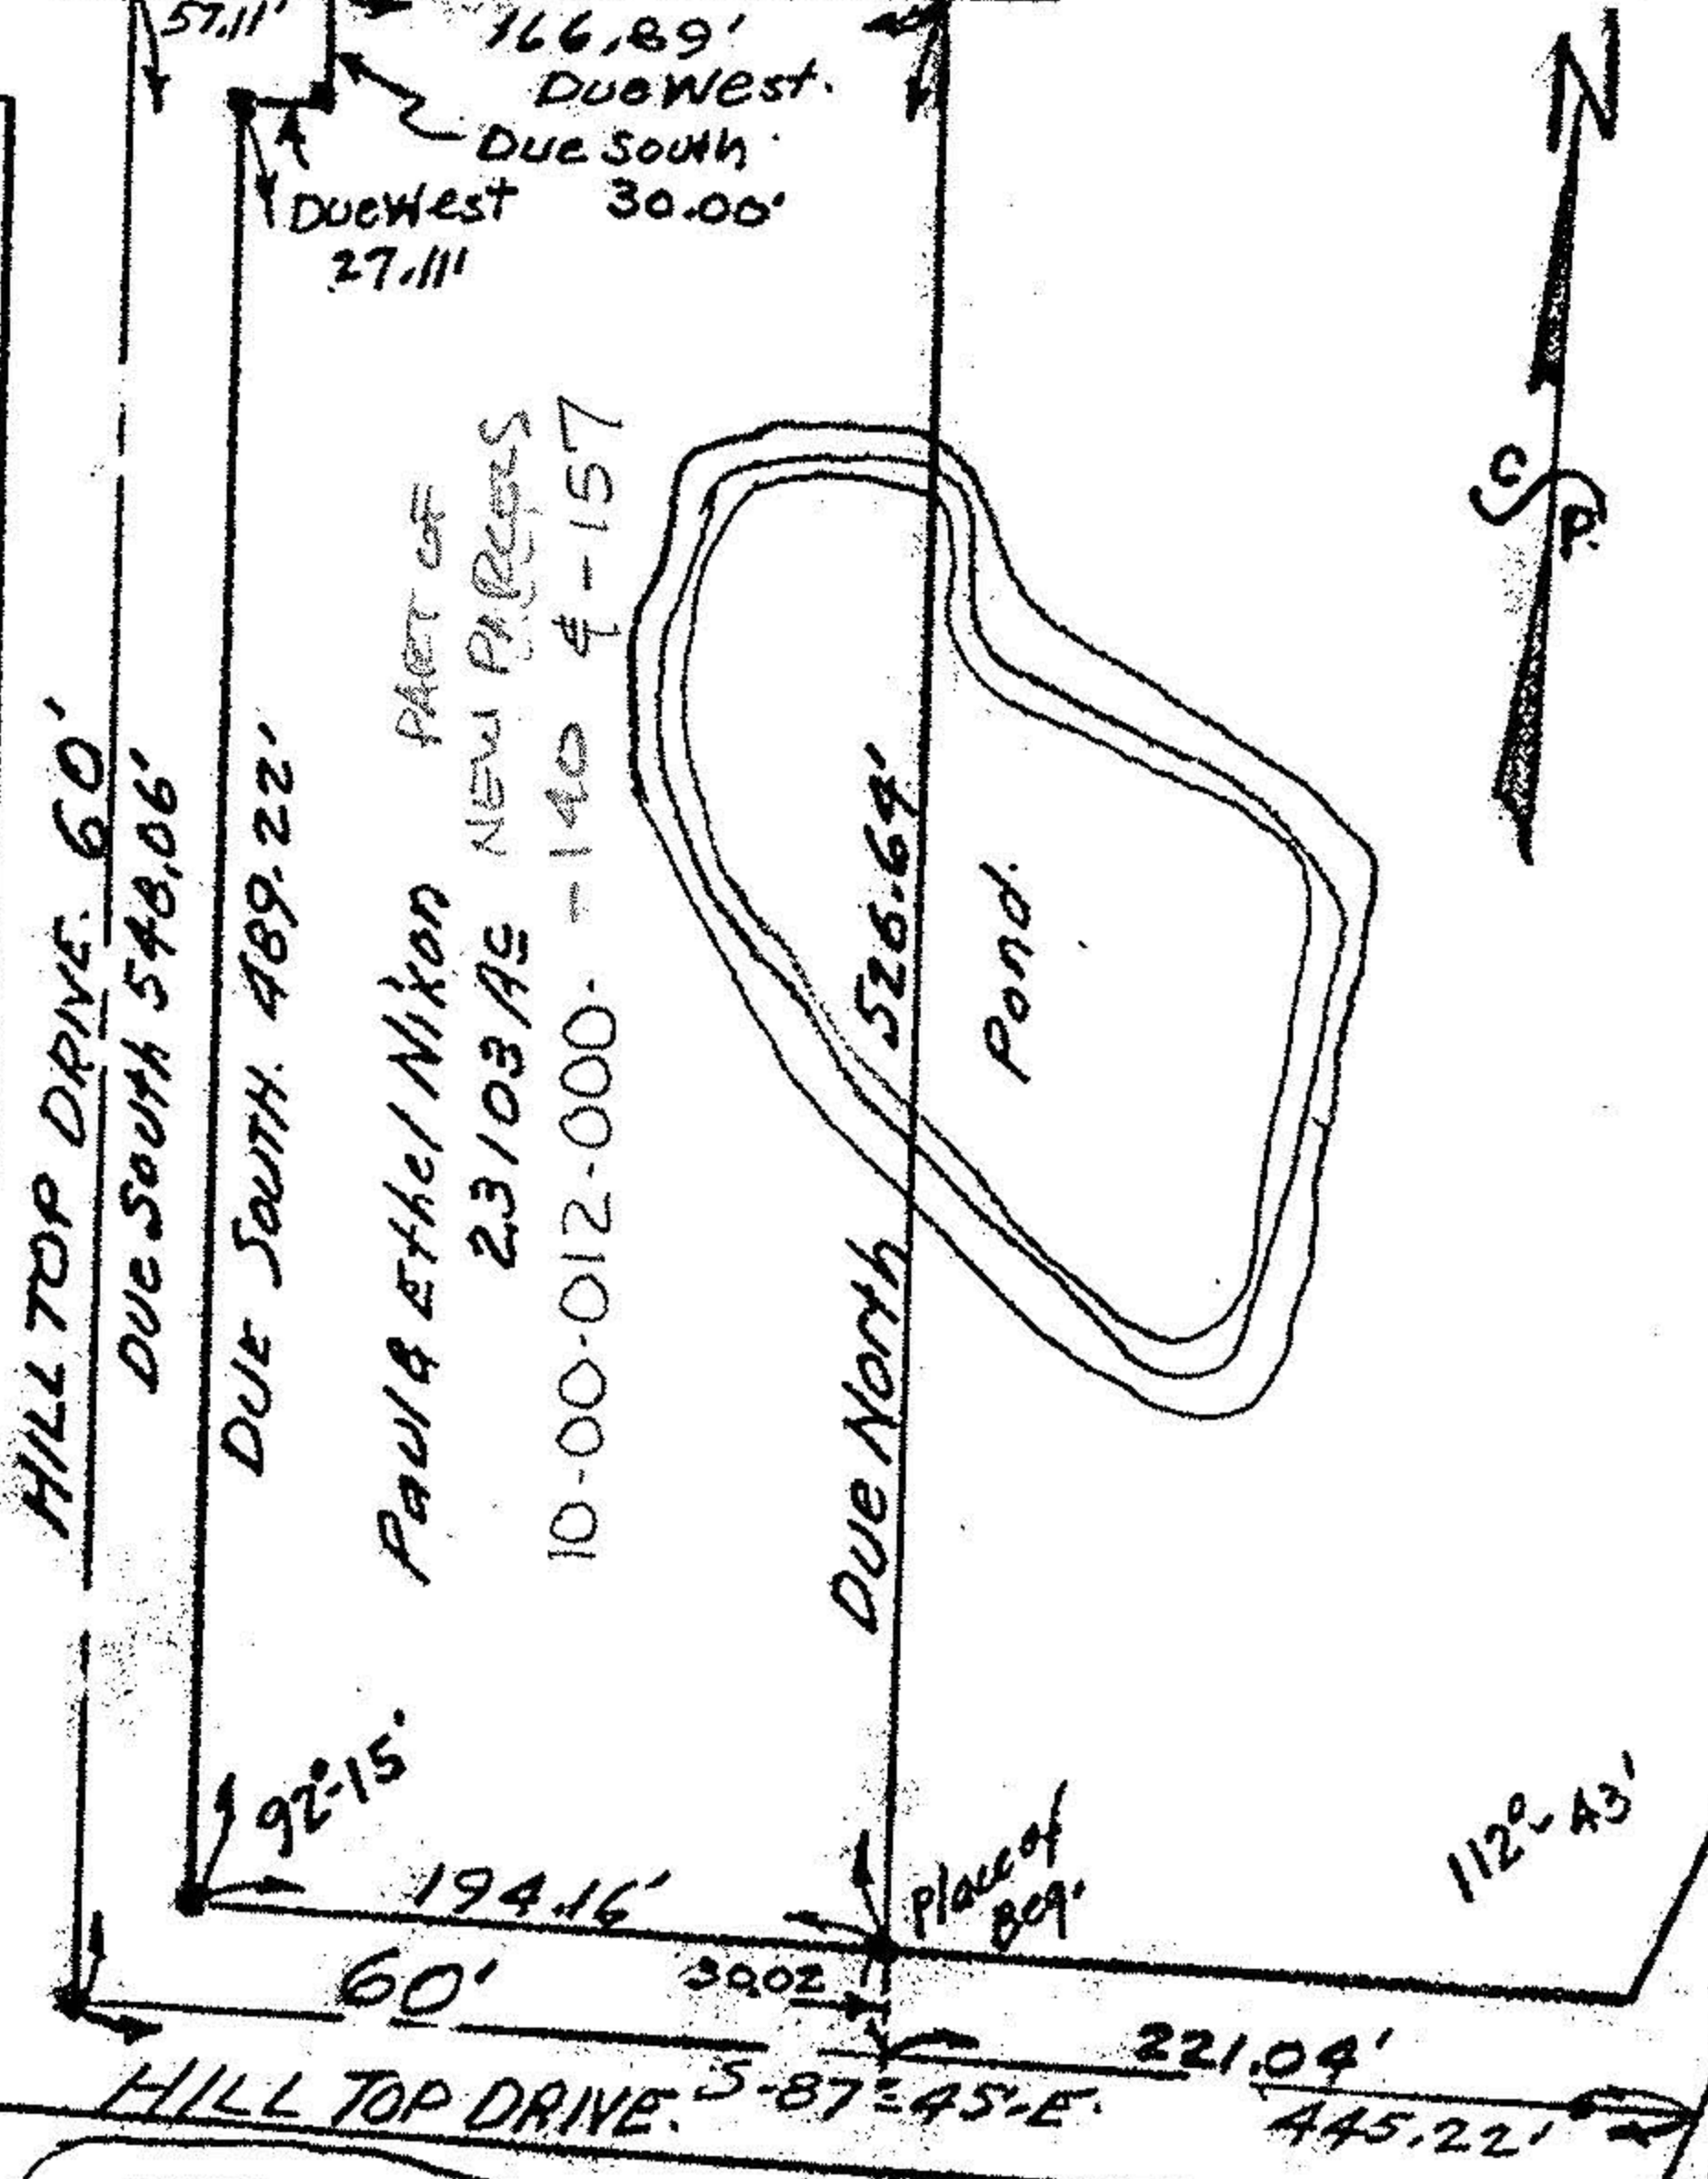 57.11'
166.89'
Due West.
Due South
30.00'
Due West
27.11'
N
S
P.
HILL TOP DRIVE. 60'
Due South 548.06'
DUE SOUTH. 489.22'
PART OF
NEW PARCELS
Paul & Ethel Nixon
2.3103 Ac
10-00-012-000- -140 & -157
Due North 526.64'
Pond.
92°-15'
194.16'
Place of
Beg.
112°-43'
60'
30.02
221.04'
HILL TOP DRIVE. S-87°-45'-E.
445.22'